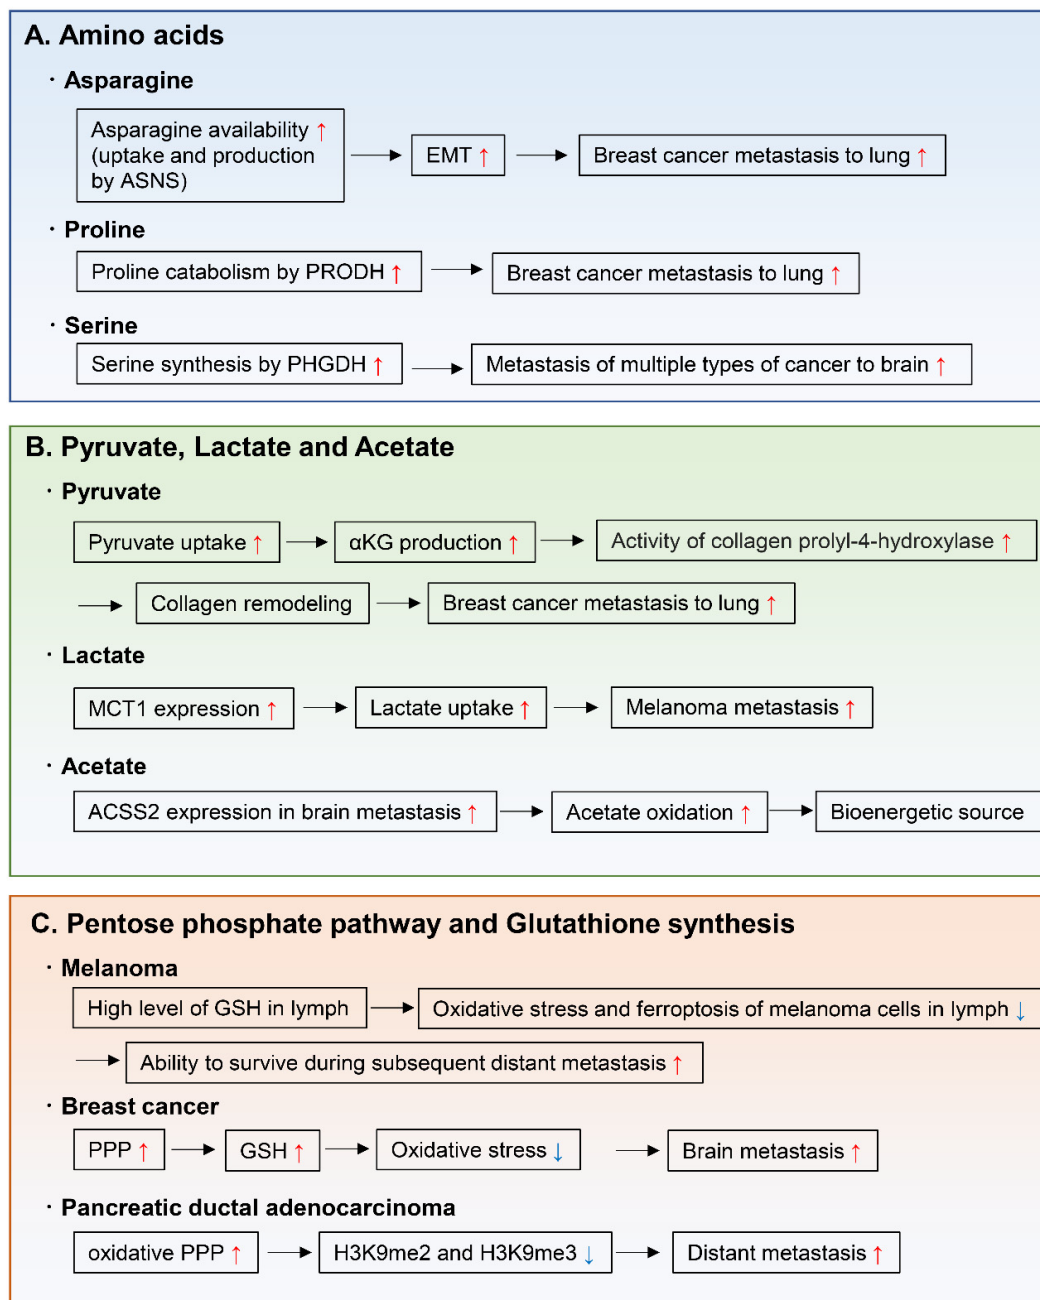 A. Amino acids
· Asparagine
Asparagine availability ↑
(uptake and production
by ASNS)
→ EMT ↑ → Breast cancer metastasis to lung ↑
· Proline
Proline catabolism by PRODH ↑ → Breast cancer metastasis to lung ↑
· Serine
Serine synthesis by PHGDH ↑ → Metastasis of multiple types of cancer to brain ↑
B. Pyruvate, Lactate and Acetate
· Pyruvate
Pyruvate uptake ↑ → αKG production ↑ → Activity of collagen prolyl-4-hydroxylase ↑
→ Collagen remodeling → Breast cancer metastasis to lung ↑
· Lactate
MCT1 expression ↑ → Lactate uptake ↑ → Melanoma metastasis ↑
· Acetate
ACSS2 expression in brain metastasis ↑ → Acetate oxidation ↑ → Bioenergetic source
C. Pentose phosphate pathway and Glutathione synthesis
· Melanoma
High level of GSH in lymph → Oxidative stress and ferroptosis of melanoma cells in lymph ↓
→ Ability to survive during subsequent distant metastasis ↑
· Breast cancer
PPP ↑ → GSH ↑ → Oxidative stress ↓ → Brain metastasis ↑
· Pancreatic ductal adenocarcinoma
oxidative PPP ↑ → H3K9me2 and H3K9me3 ↓ → Distant metastasis ↑